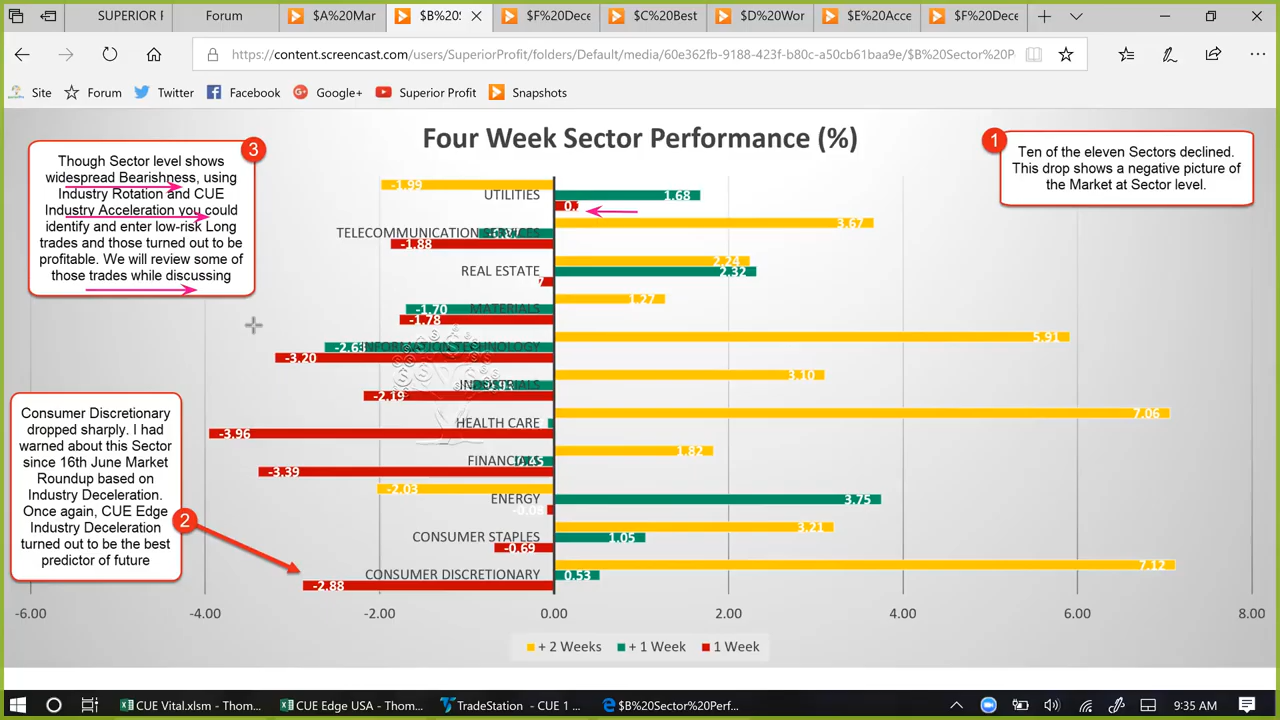 SUPERIOR F
Forum
$A%20Mar
$B%20S
$F%20Dece
$C%20Best
$D%20Wor
$E%20Acce
$F%20Dece
https://content.screencast.com/users/SuperiorProfit/folders/Default/media/60e362fb-9188-423f-b80c-a50cb61baa9e/$B%20Sector%20P
Site
Forum
Twitter
Facebook
Google+
Superior Profit
Snapshots
Four Week Sector Performance (%)
3
Though Sector level shows
widespread Bearishness, using
Industry Rotation and CUE
Industry Acceleration you could
identify and enter low-risk Long
trades and those turned out to be
profitable. We will review some of
those trades while discussing
1
Ten of the eleven Sectors declined.
This drop shows a negative picture of
the Market at Sector level.
Consumer Discretionary
dropped sharply. I had
warned about this Sector
since 16th June Market
Roundup based on
Industry Deceleration.
Once again, CUE Edge
Industry Deceleration
turned out to be the best
predictor of future
2
-1.99
UTILITIES
1.68
3.67
TELECOMMUNICATION SERVICES
-1.88
2.24
REAL ESTATE
2.32
1.27
-1.70
MATERIALS
-1.78
5.91
-2.63
INFORMATION TECHNOLOGY
-3.20
3.10
INDUSTRIALS
-2.19
7.06
HEALTH CARE
-3.96
1.82
FINANCIALS
-3.39
-2.03
ENERGY
3.75
-0.08
3.21
CONSUMER STAPLES
1.05
-0.69
7.12
CONSUMER DISCRETIONARY
0.53
-2.88
-6.00
-4.00
-2.00
0.00
2.00
4.00
6.00
8.00
+ 2 Weeks
+ 1 Week
1 Week
CUE Vital.xlsm - Thom...
CUE Edge USA - Thom...
TradeStation - CUE 1 ...
$B%20Sector%20Perf...
9:35 AM